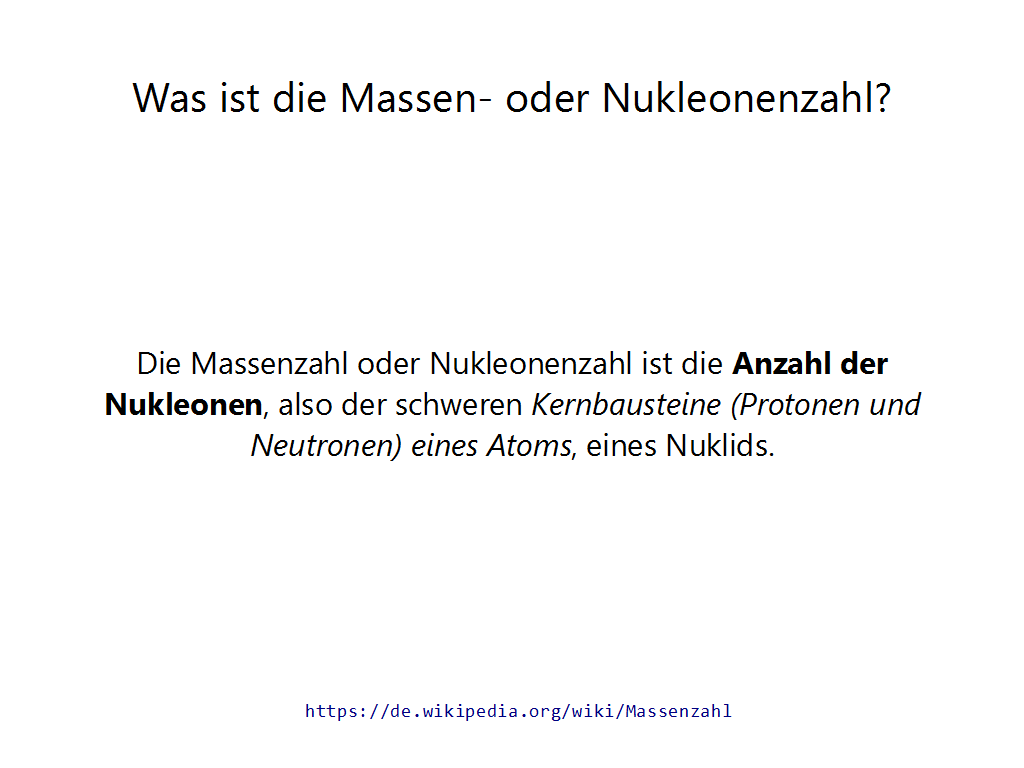 Was ist die Massen- oder Nukleonenzahl?
Die Massenzahl oder Nukleonenzahl ist die Anzahl der
Nukleonen, also der schweren Kernbausteine (Protonen und
Neutronen) eines Atoms, eines Nuklids.
https://de.wikipedia.org/wiki/Massenzahl